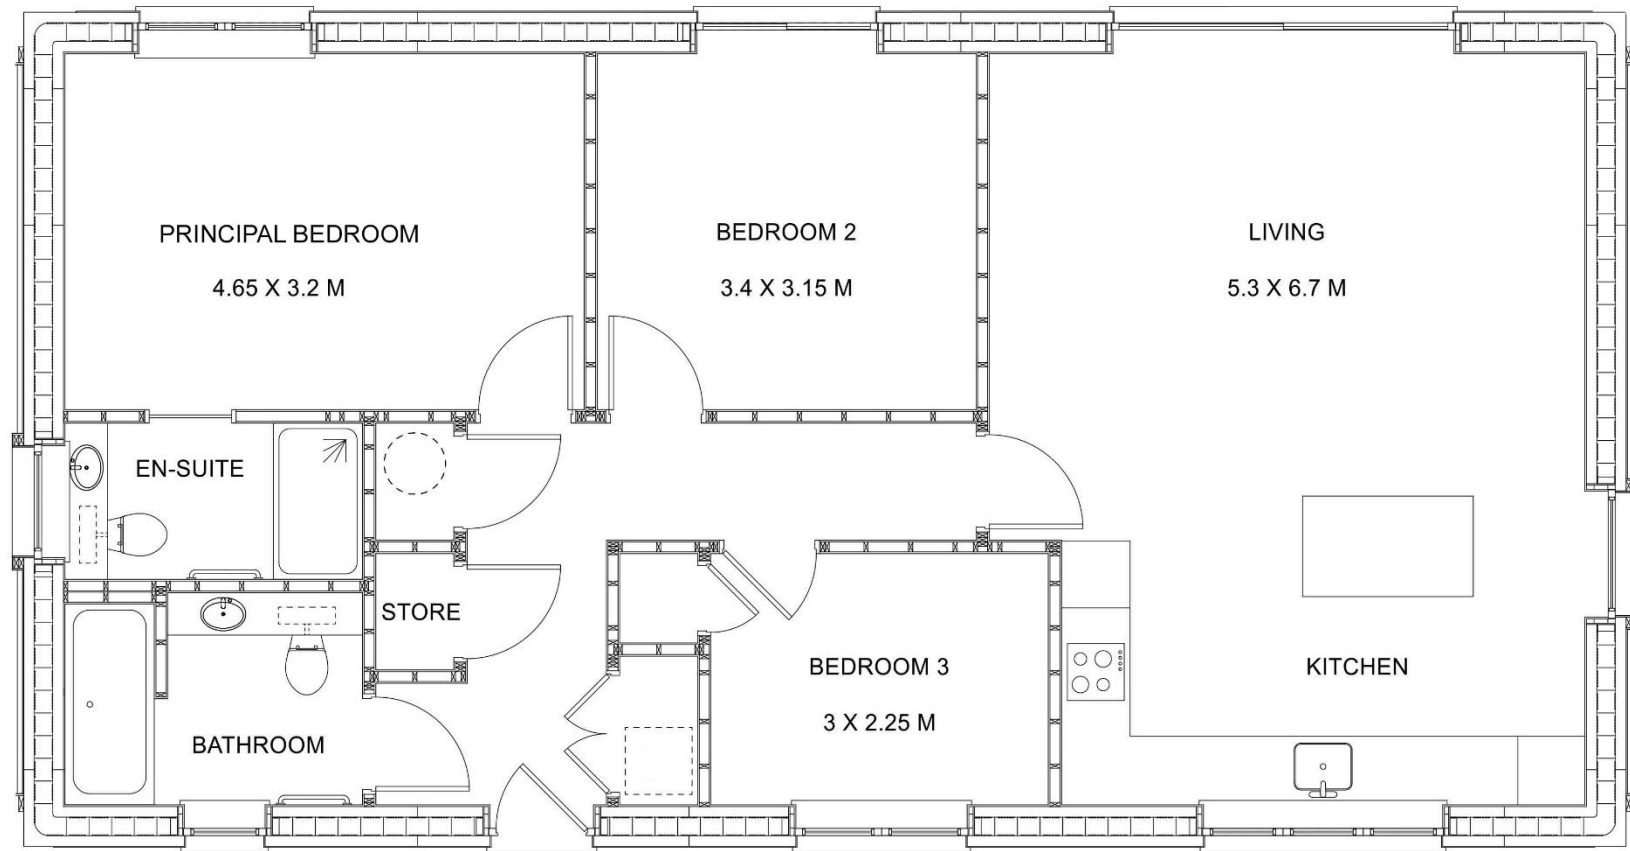 PRINCIPAL BEDROOM
4.65 X 3.2 M
BEDROOM 2
3.4 X 3.15 M
LIVING
5.3 X 6.7 M
EN-SUITE
STORE
BATHROOM
BEDROOM 3
3 X 2.25 M
KITCHEN